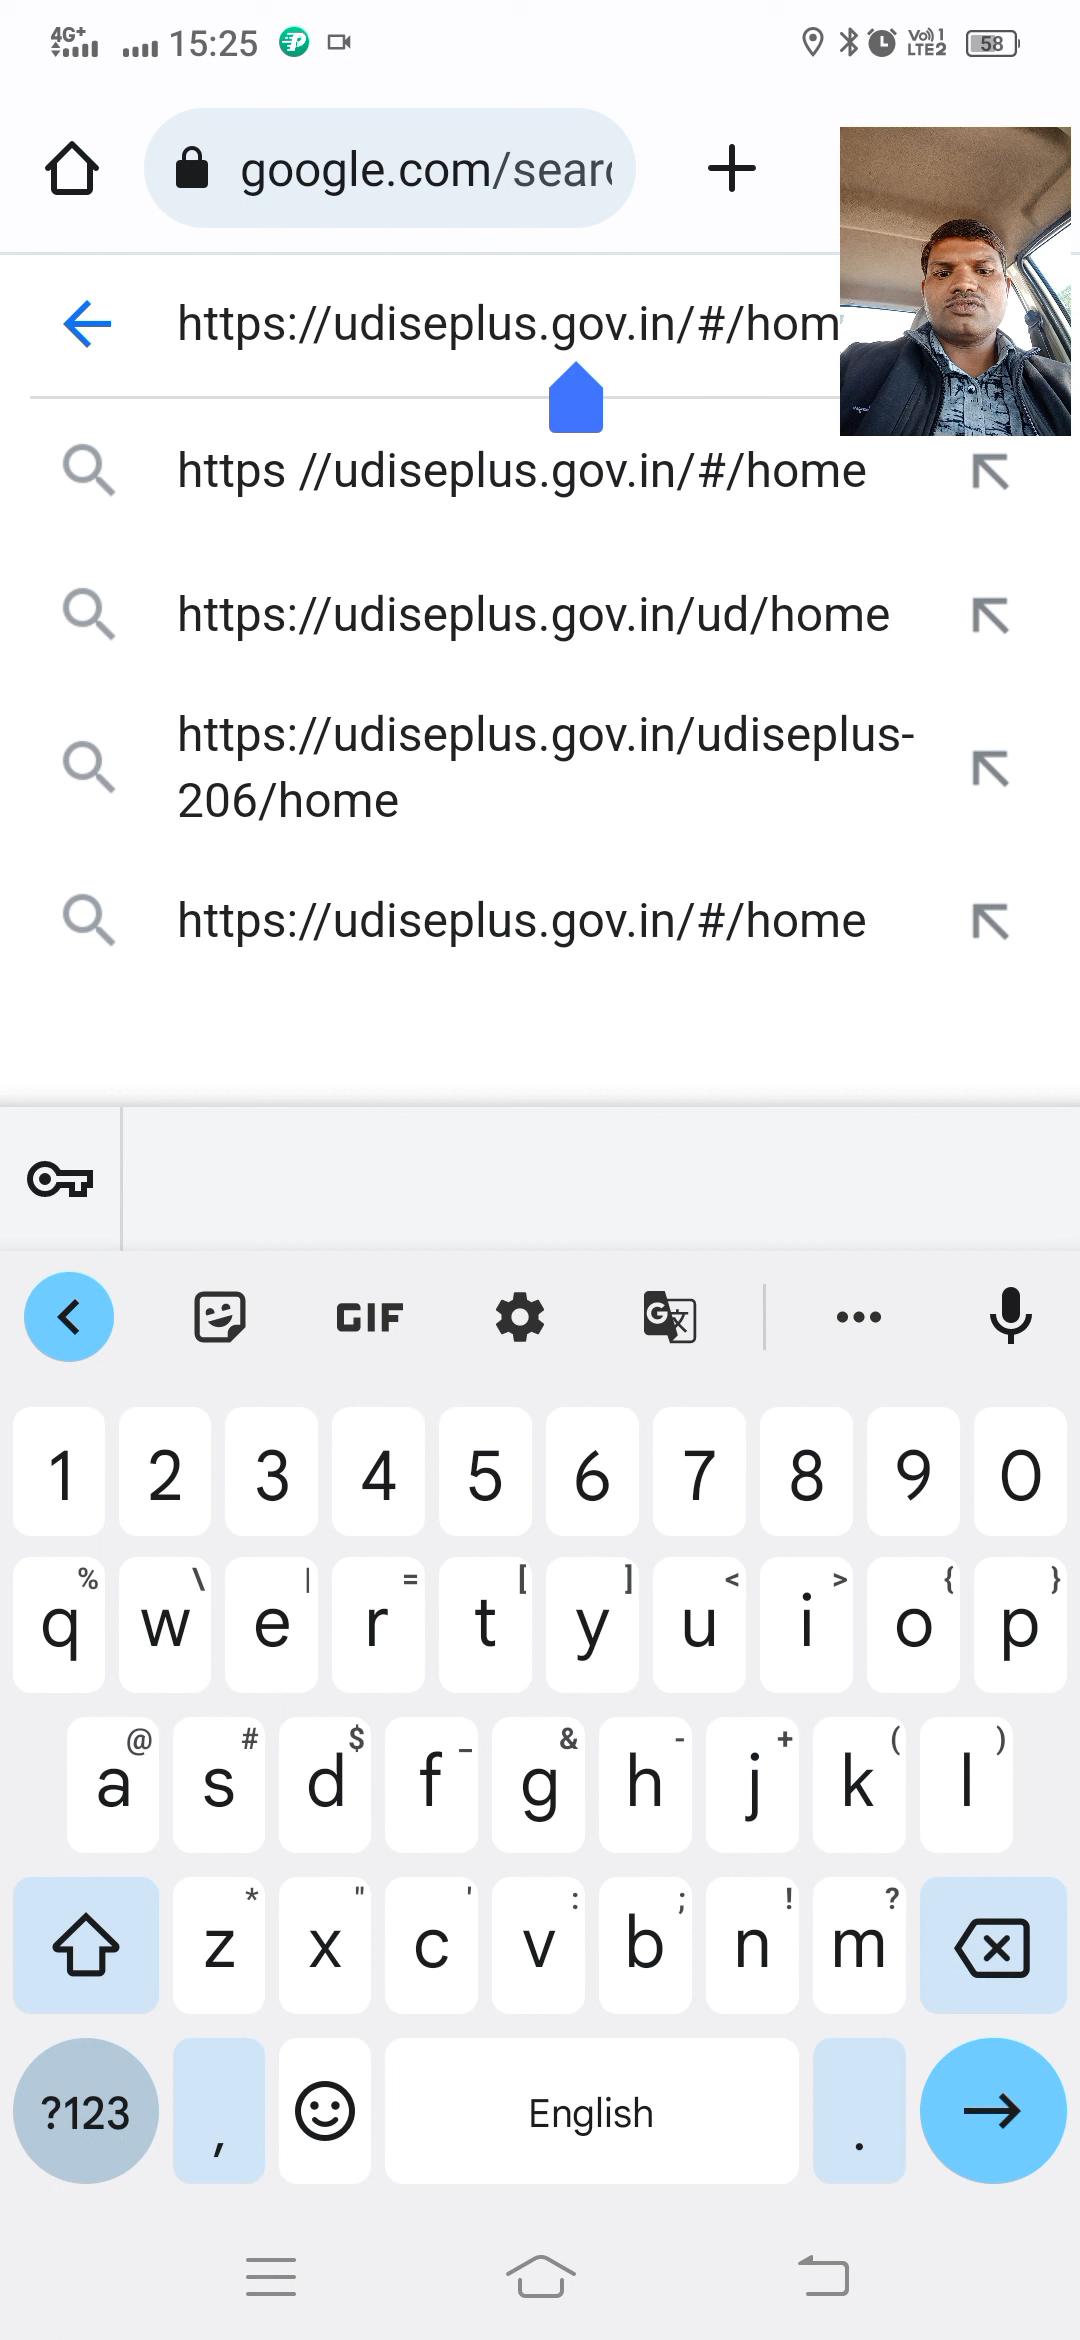 4G+ 15:25 Vo)) 1 LTE2 58
google.com/sear
https://udiseplus.gov.in/#/hom
https //udiseplus.gov.in/#/home
https://udiseplus.gov.in/ud/home
https://udiseplus.gov.in/udiseplus-
206/home
https://udiseplus.gov.in/#/home
GIF G
1 2 3 4 5 6 7 8 9 0
% \ | = [ ] < > { }
q w e r t y u i o p
@ # $ _ & - + ( )
a s d f g h j k l
* " ' : ; ! ?
z x c v b n m
?123 , English .